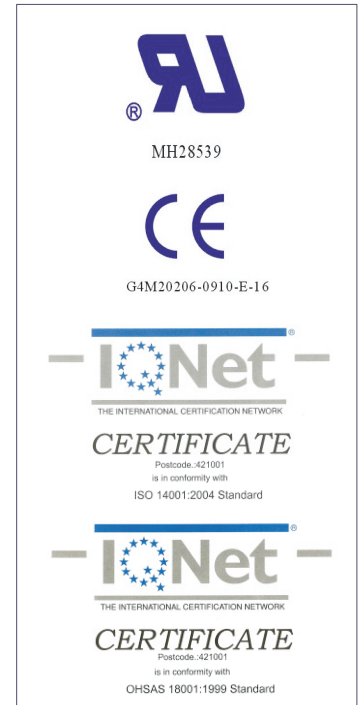 RU ®
MH28539
CE
G4M20206-0910-E-16
®
IQNet
THE INTERNATIONAL CERTIFICATION NETWORK
CERTIFICATE
Postcode.:421001
is in conformity with
ISO 14001:2004 Standard
®
IQNet
THE INTERNATIONAL CERTIFICATION NETWORK
CERTIFICATE
Postcode.:421001
is in conformity with
OHSAS 18001:1999 Standard